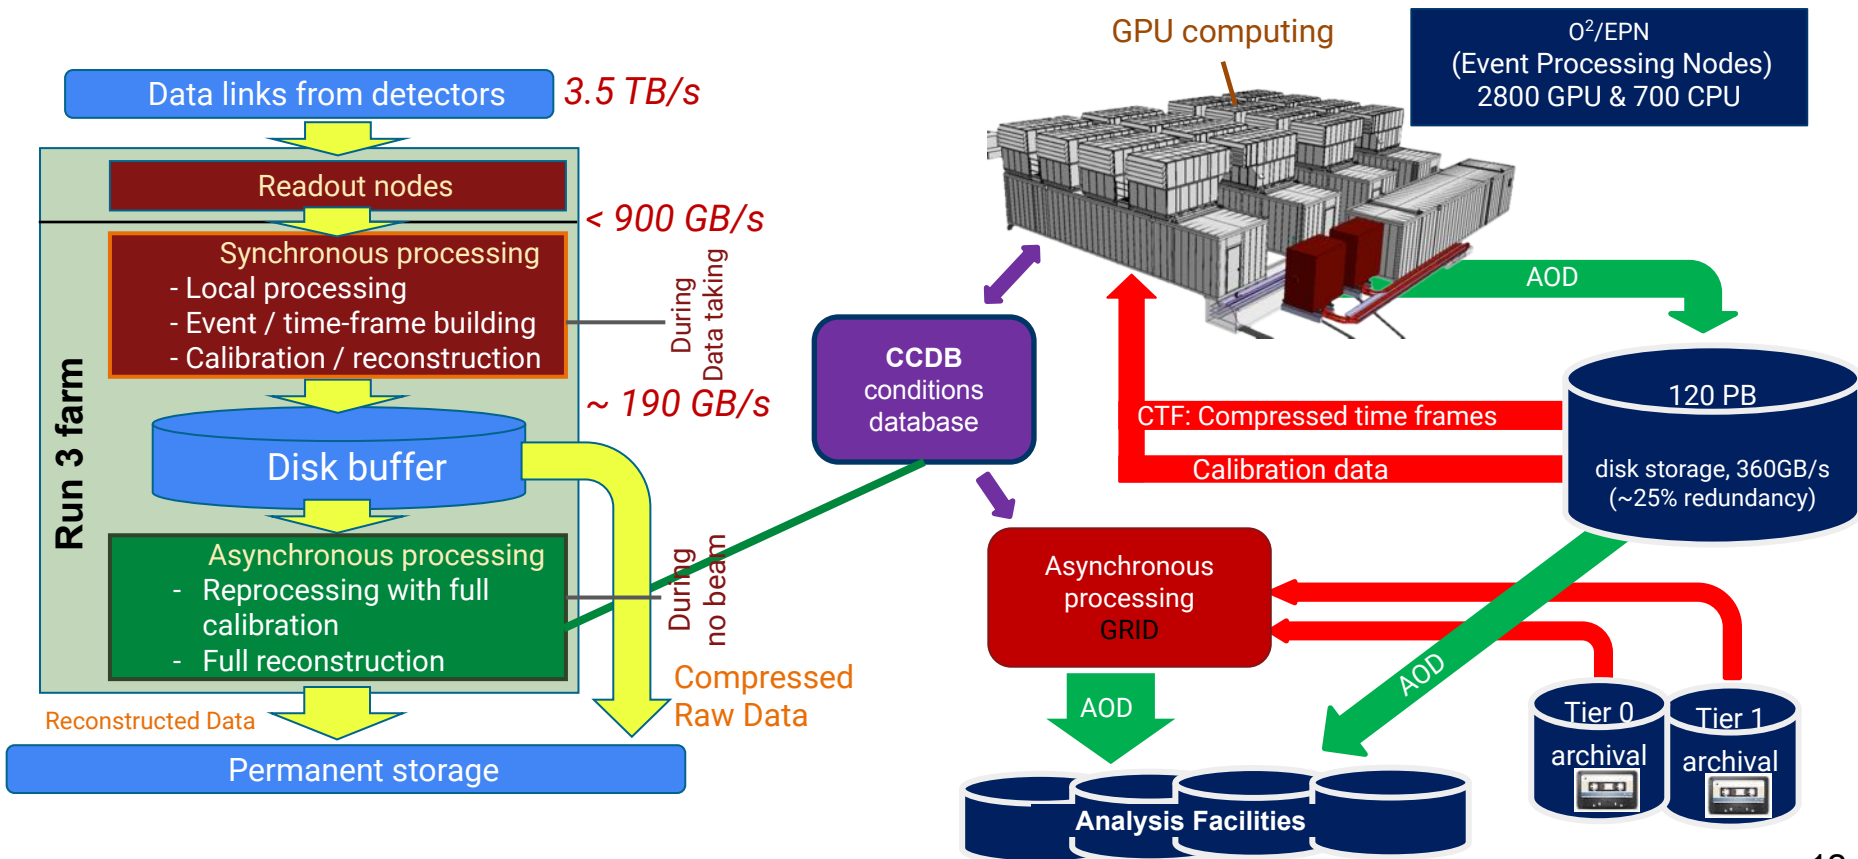 Data links from detectors
3.5 TB/s
Readout nodes
< 900 GB/s
Synchronous processing
- Local processing
- Event / time-frame building
- Calibration / reconstruction
During
Data taking
~ 190 GB/s
Run 3 farm
Disk buffer
Asynchronous processing
- Reprocessing with full
calibration
- Full reconstruction
During
no beam
Compressed
Raw Data
Reconstructed Data
Permanent storage
GPU computing
O²/EPN
(Event Processing Nodes)
2800 GPU & 700 CPU
AOD
CCDB
conditions
database
CTF: Compressed time frames
Calibration data
120 PB
disk storage, 360GB/s
(~25% redundancy)
Asynchronous
processing
GRID
AOD
AOD
Tier 0
archival
Tier 1
archival
Analysis Facilities